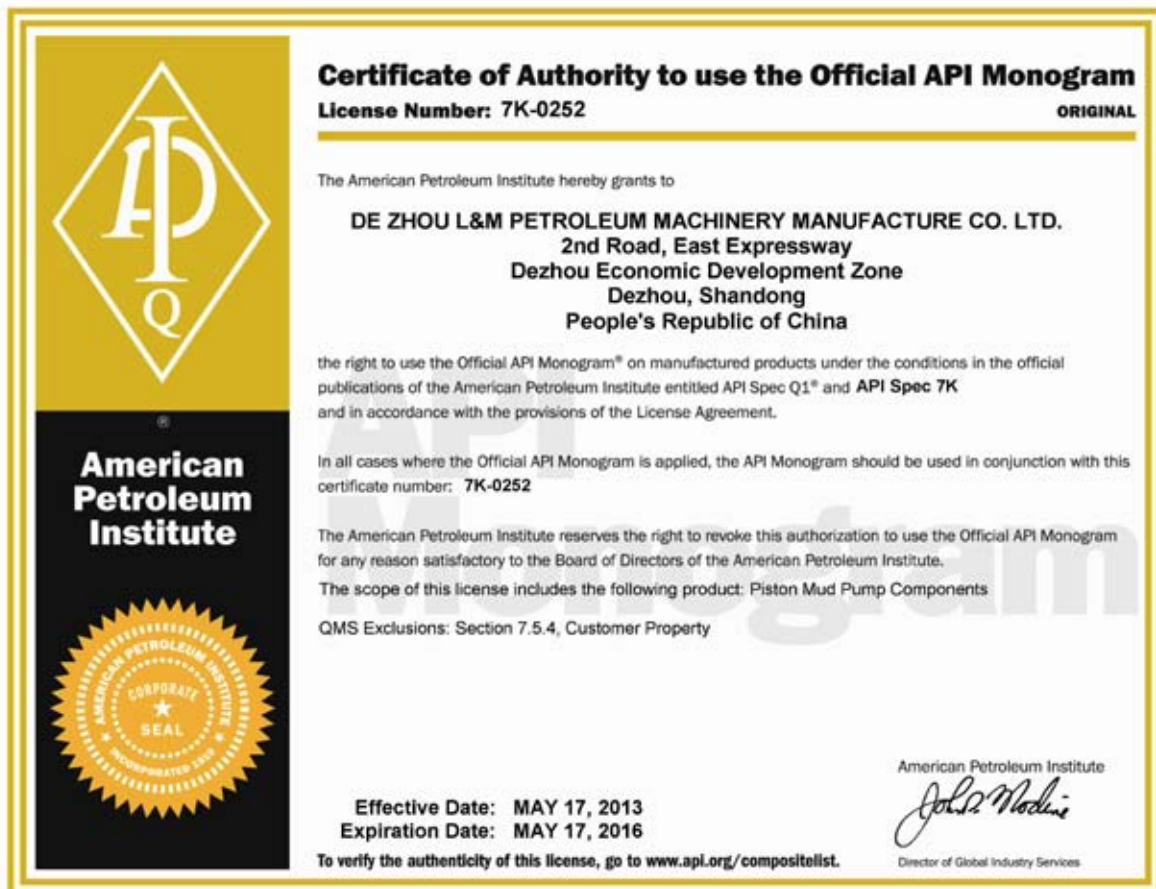 Certificate of Authority to use the Official API Monogram
License Number: 7K-0252
ORIGINAL
The American Petroleum Institute hereby grants to
DE ZHOU L&M PETROLEUM MACHINERY MANUFACTURE CO. LTD.
2nd Road, East Expressway
Dezhou Economic Development Zone
Dezhou, Shandong
People's Republic of China
the right to use the Official API Monogram® on manufactured products under the conditions in the official
publications of the American Petroleum Institute entitled API Spec Q1® and API Spec 7K
and in accordance with the provisions of the License Agreement.
In all cases where the Official API Monogram is applied, the API Monogram should be used in conjunction with this
certificate number: 7K-0252
The American Petroleum Institute reserves the right to revoke this authorization to use the Official API Monogram
for any reason satisfactory to the Board of Directors of the American Petroleum Institute.
The scope of this license includes the following product: Piston Mud Pump Components
QMS Exclusions: Section 7.5.4, Customer Property
API
Monogram
Effective Date: MAY 17, 2013
Expiration Date: MAY 17, 2016
To verify the authenticity of this license, go to www.api.org/compositelist.
American Petroleum Institute
Director of Global Industry Services
API
Q
®
American
Petroleum
Institute
AMERICAN PETROLEUM INSTITUTE
CORPORATE
SEAL
INCORPORATED 1919